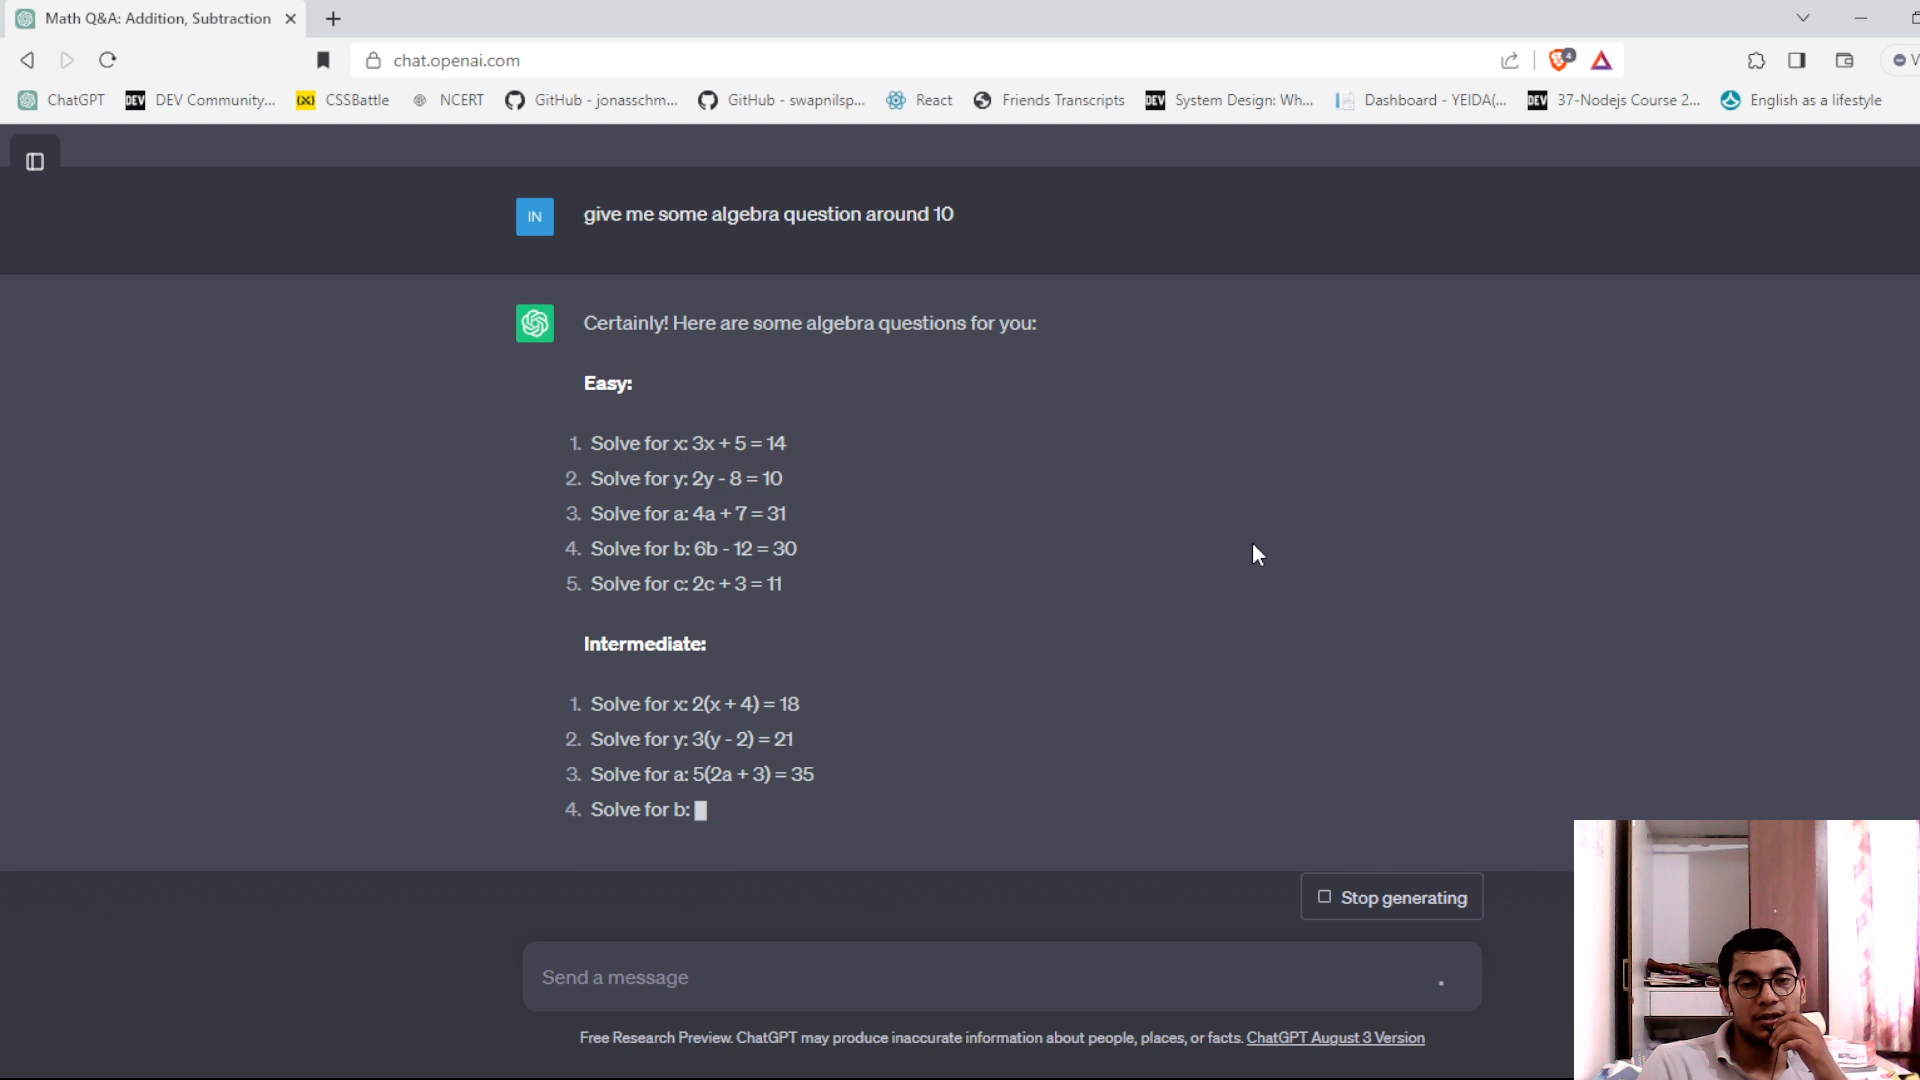 Math Q&A: Addition, Subtraction
chat.openai.com
4
V
ChatGPT
DEV DEV Community...
CSSBattle
NCERT
GitHub - jonasschm...
GitHub - swapnilsp...
React
Friends Transcripts
DEV System Design: Wh...
Dashboard - YEIDA(...
DEV 37-Nodejs Course 2...
English as a lifestyle
IN give me some algebra question around 10
Certainly! Here are some algebra questions for you:
Easy:
1. Solve for x: 3x + 5 = 14
2. Solve for y: 2y - 8 = 10
3. Solve for a: 4a + 7 = 31
4. Solve for b: 6b - 12 = 30
5. Solve for c: 2c + 3 = 11
Intermediate:
1. Solve for x: 2(x + 4) = 18
2. Solve for y: 3(y - 2) = 21
3. Solve for a: 5(2a + 3) = 35
4. Solve for b:
Stop generating
Send a message
Free Research Preview. ChatGPT may produce inaccurate information about people, places, or facts. ChatGPT August 3 Version